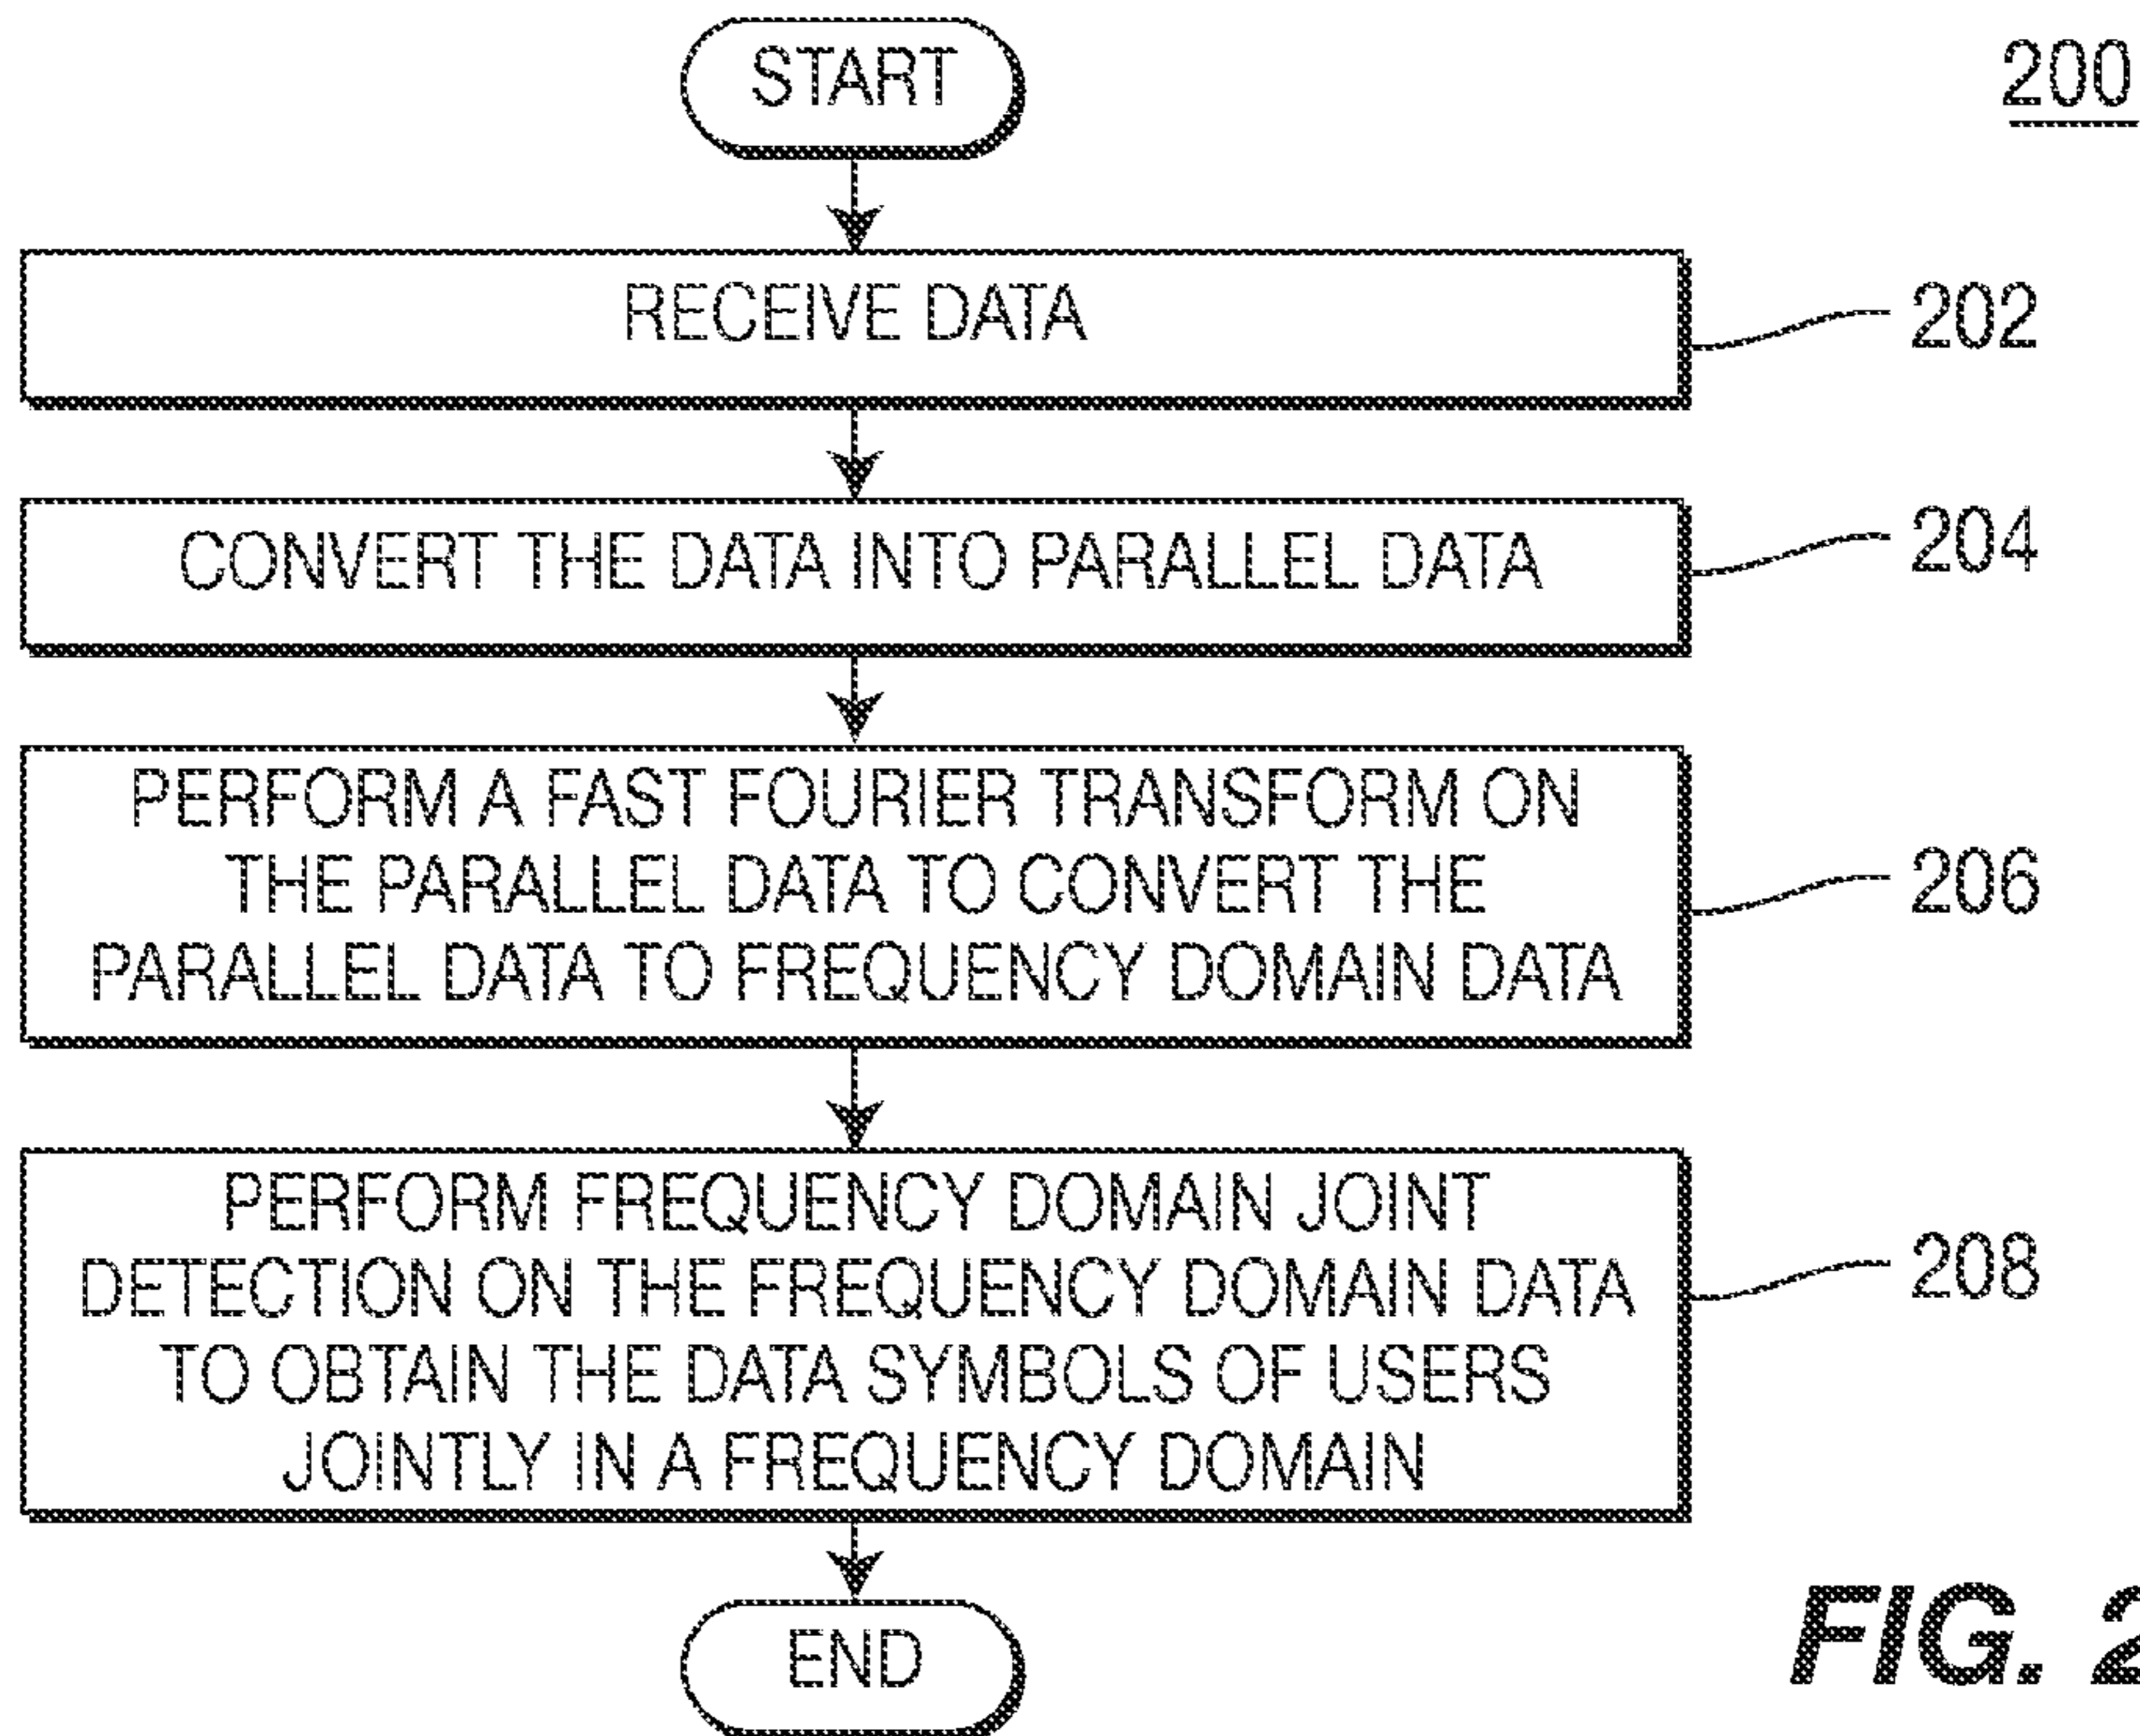 START
200
RECEIVE DATA
202
CONVERT THE DATA INTO PARALLEL DATA
204
PERFORM A FAST FOURIER TRANSFORM ON
THE PARALLEL DATA TO CONVERT THE
PARALLEL DATA TO FREQUENCY DOMAIN DATA
206
PERFORM FREQUENCY DOMAIN JOINT
DETECTION ON THE FREQUENCY DOMAIN DATA
TO OBTAIN THE DATA SYMBOLS OF USERS
JOINTLY IN A FREQUENCY DOMAIN
208
END
FIG. 2